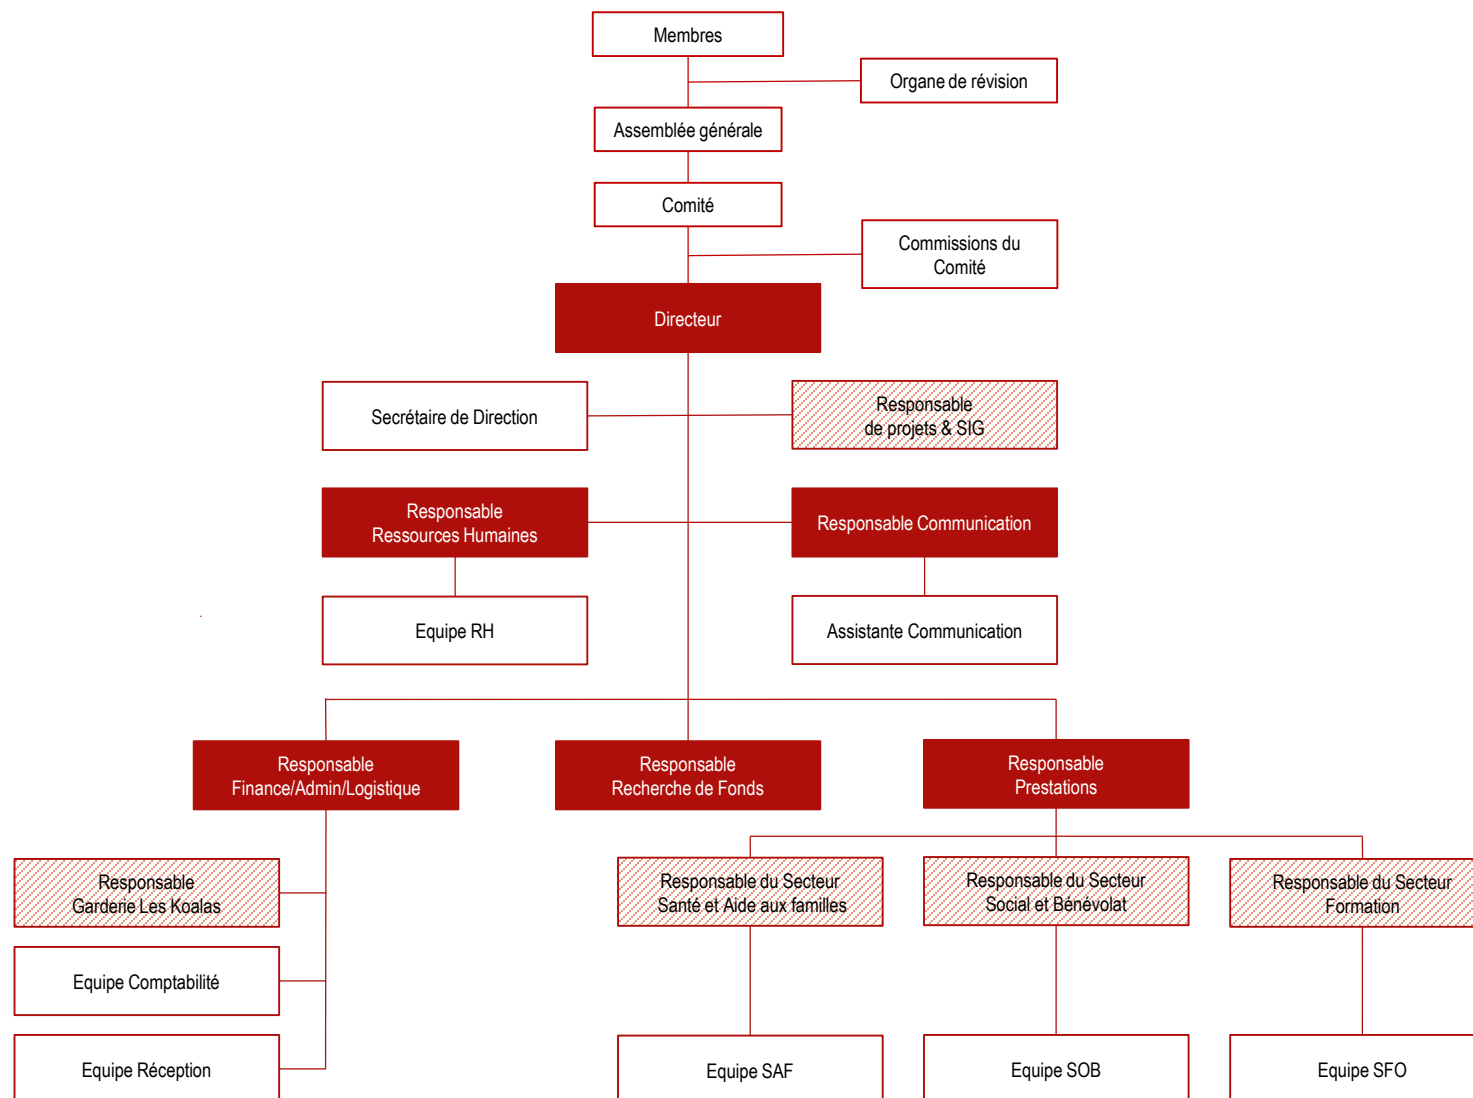 Membres
Organe de révision
Assemblée générale
Comité
Commissions du
Comité
Directeur
Secrétaire de Direction
Responsable
de projets & SIG
Responsable
Ressources Humaines
Responsable Communication
Equipe RH
Assistante Communication
Responsable
Finance/Admin/Logistique
Responsable
Recherche de Fonds
Responsable
Prestations
Responsable
Garderie Les Koalas
Responsable du Secteur
Santé et Aide aux familles
Responsable du Secteur
Social et Bénévolat
Responsable du Secteur
Formation
Equipe Comptabilité
Equipe Réception
Equipe SAF
Equipe SOB
Equipe SFO